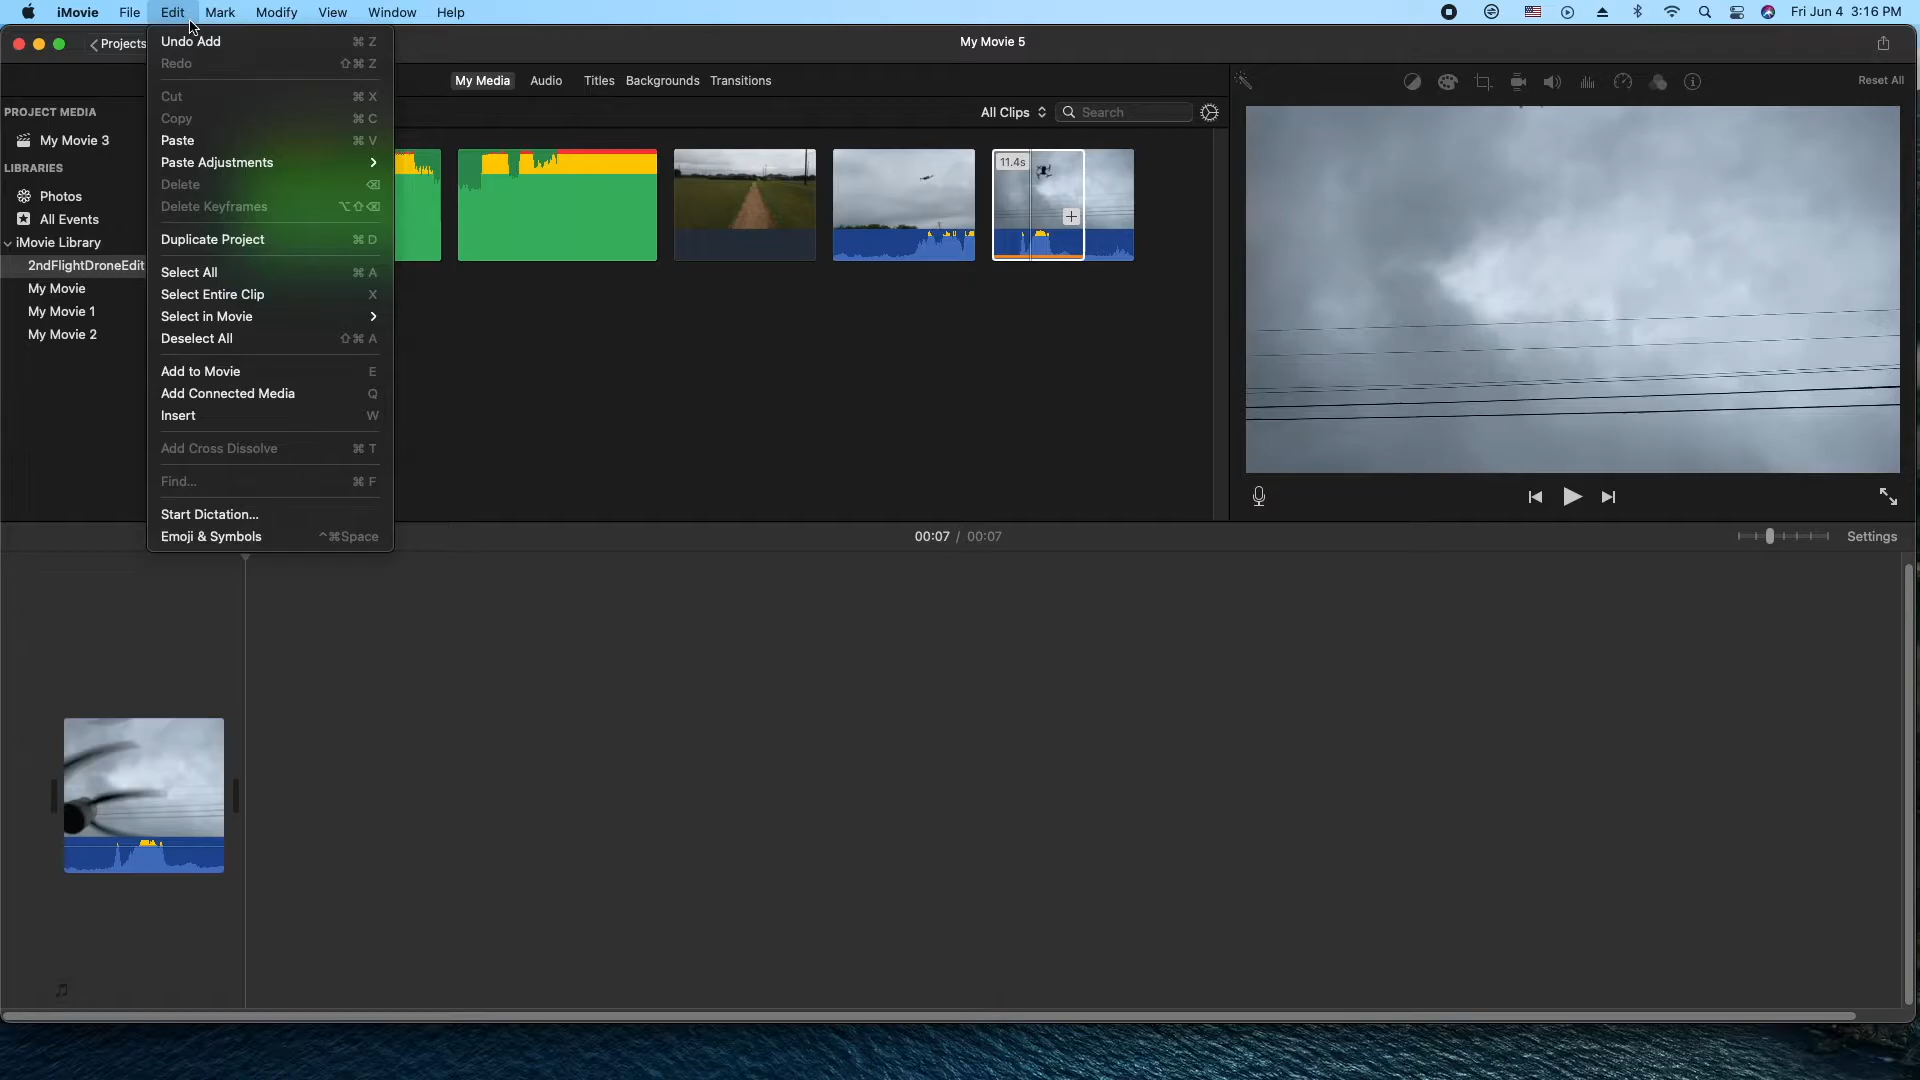 iMovie File Edit Mark Modify View Window Help Fri Jun 4 3:16 PM
Projects My Movie 5
Undo Add ⌘ Z
Redo ⇧⌘ Z
Cut ⌘ X
Copy ⌘ C
Paste ⌘ V
Paste Adjustments
Delete ⌫
Delete Keyframes ⌥⇧⌫
Duplicate Project ⌘ D
Select All ⌘ A
Select Entire Clip X
Select in Movie
Deselect All ⇧⌘ A
Add to Movie E
Add Connected Media Q
Insert W
Add Cross Dissolve ⌘ T
Find... ⌘ F
Start Dictation...
Emoji & Symbols ^⌘Space
My Media Audio Titles Backgrounds Transitions
Reset All
PROJECT MEDIA
My Movie 3
LIBRARIES
Photos
All Events
iMovie Library
2ndFlightDroneEdit
My Movie
My Movie 1
My Movie 2
All Clips Search
11.4s
00:07 / 00:07 Settings